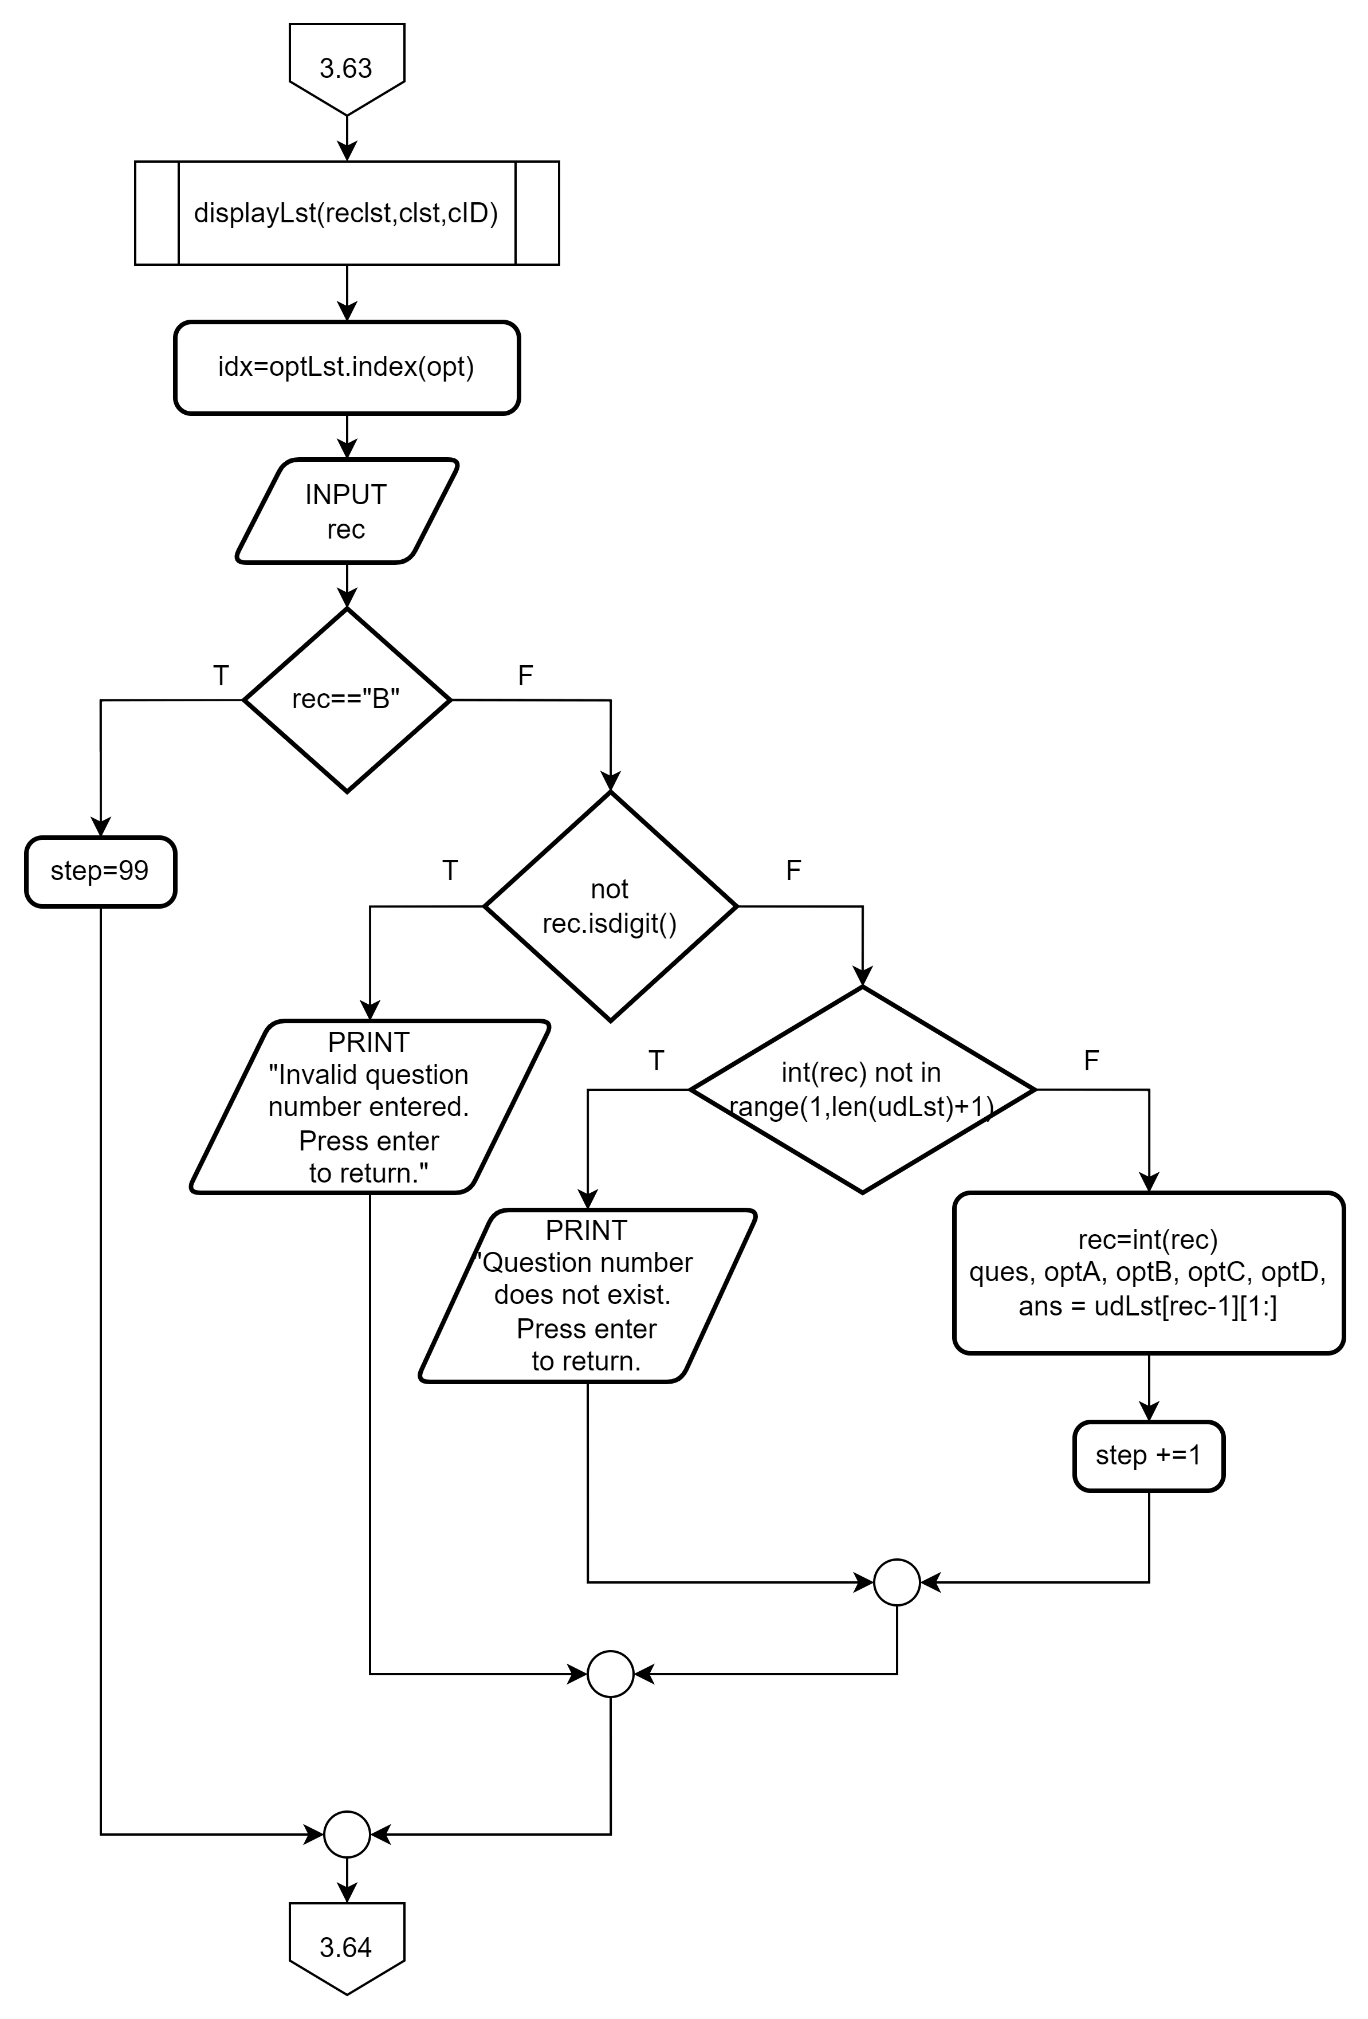 3.63
displayLst(reclst,clst,cID)
idx=optLst.index(opt)
INPUT
rec
T
F
rec=="B"
step=99
T
F
not
rec.isdigit()
PRINT
"Invalid question
number entered.
Press enter
to return."
T
F
int(rec) not in
range(1,len(udLst)+1)
PRINT
"Question number
does not exist.
Press enter
to return.
rec=int(rec)
ques, optA, optB, optC, optD,
ans = udLst[rec-1][1:]
step +=1
3.64